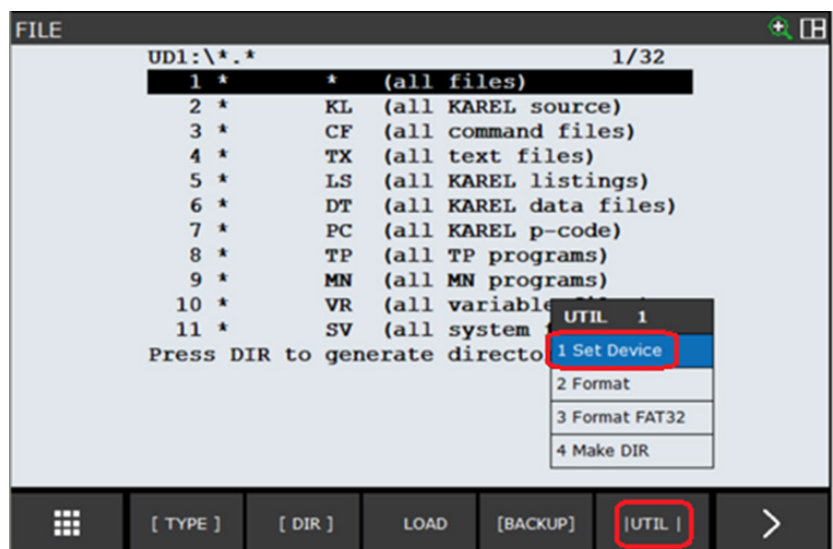 FILE
UD1:\*.* 1/32
1 * * (all files)
2 * KL (all KAREL source)
3 * CF (all command files)
4 * TX (all text files)
5 * LS (all KAREL listings)
6 * DT (all KAREL data files)
7 * PC (all KAREL p-code)
8 * TP (all TP programs)
9 * MN (all MN programs)
10 * VR (all variable
11 * SV (all system
Press DIR to generate directo
UTIL 1
1 Set Device
2 Format
3 Format FAT32
4 Make DIR
[ TYPE ] [ DIR ] LOAD [BACKUP] |UTIL | >